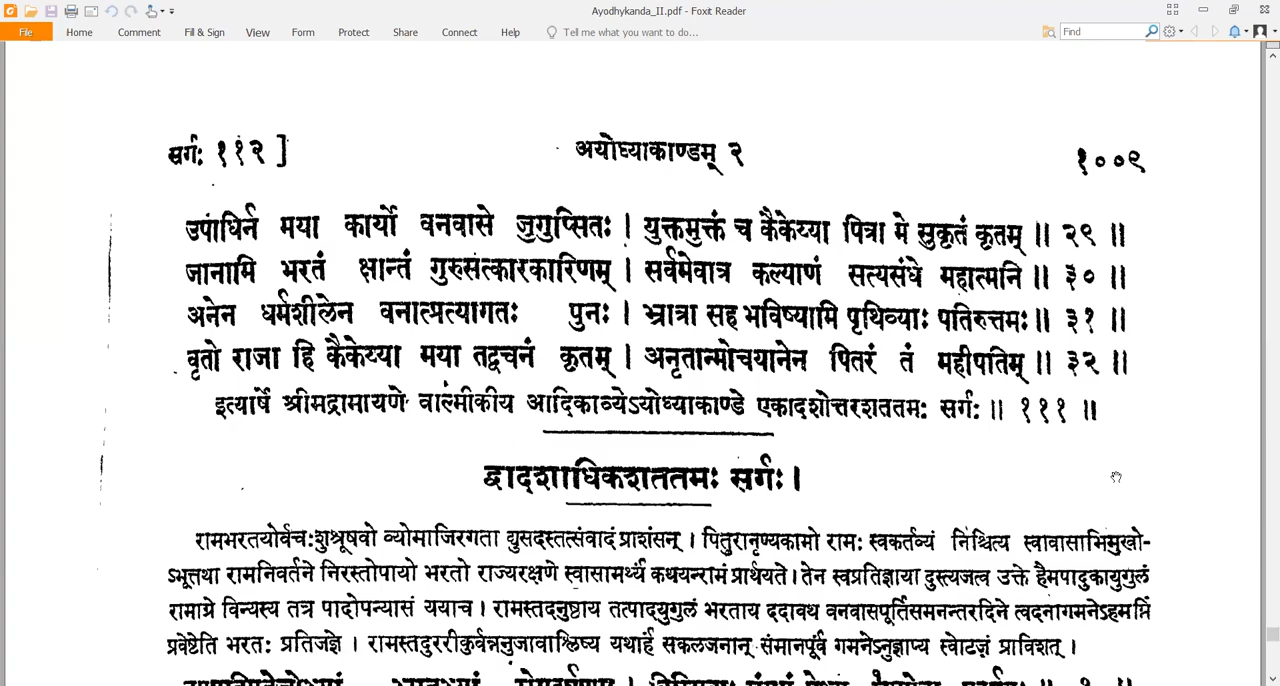 Ayodhykanda_II.pdf - Foxit Reader
File Home Comment Fill & Sign View Form Protect Share Connect Help Tell me what you want to do... Find
सर्गः ११२ ] अयोध्याकाण्डम् २ १००९
उपाधिर्न मया कार्यो वनवासे जुगुप्सितः । युक्तमुक्तं च कैकेय्या पित्रा मे सुकृतं कृतम् ॥ २९ ॥
जानामि भरतं क्षान्तं गुरुसत्कारकारिणम् । सर्वमेवात्र कल्याणं सत्यसंधे महात्मनि ॥ ३० ॥
अनेन धर्मशीलेन वनात्प्रत्यागतः पुनः । भ्रात्रा सह भविष्यामि पृथिव्याः पतिरुत्तमः ॥ ३१ ॥
वृतो राजा हि कैकेय्या मया तद्वचनं कृतम् । अनृतान्मोचयानेन पितरं तं महीपतिम् ॥ ३२ ॥
इत्यार्षे श्रीमद्रामायणे वाल्मीकीय आदिकाव्येऽयोध्याकाण्डे एकादशोत्तरशततमः सर्गः ॥ १११ ॥
द्वादशाधिकशततमः सर्गः ।
रामभरतयोर्वचःशुश्रूषवो व्योमाजिरगता द्युसदस्तत्संवादं प्राशंसन् । पितुरानृण्यकामो रामः स्वकर्तव्यं निश्चित्य स्वावासाभिमुखो-
ऽभूत्तथा रामनिवर्तने निरस्तोपायो भरतो राज्यरक्षणे स्वासामर्थ्यं कथयन्रामं प्रार्थयते । तेन स्वप्रतिज्ञाया दुस्त्यजत्व उक्ते हैमपादुकायुगुलं
रामाग्रे विन्यस्य तत्र पादोपन्यासं ययाच । रामस्तदनुष्ठाय तत्पादयुगुलं भरताय ददावथ वनवासपूर्तिसमनन्तरदिने त्वदनागमनेऽहमग्निं
प्रवेष्टेति भरतः प्रतिजज्ञे । रामस्तदुररीकुर्वन्ननुजावाश्लिष्य यथार्हं सकलजनान् संमानपूर्वं गमनेऽनुज्ञाप्य स्वोटजं प्राविशत् ।